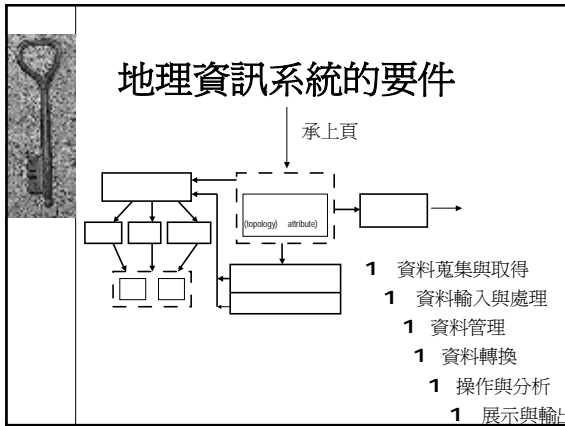 地理資訊系統的要件
承上頁
(topology) attribute)
1 資料蒐集與取得
1 資料輸入與處理
1 資料管理
1 資料轉換
1 操作與分析
1 展示與輸出